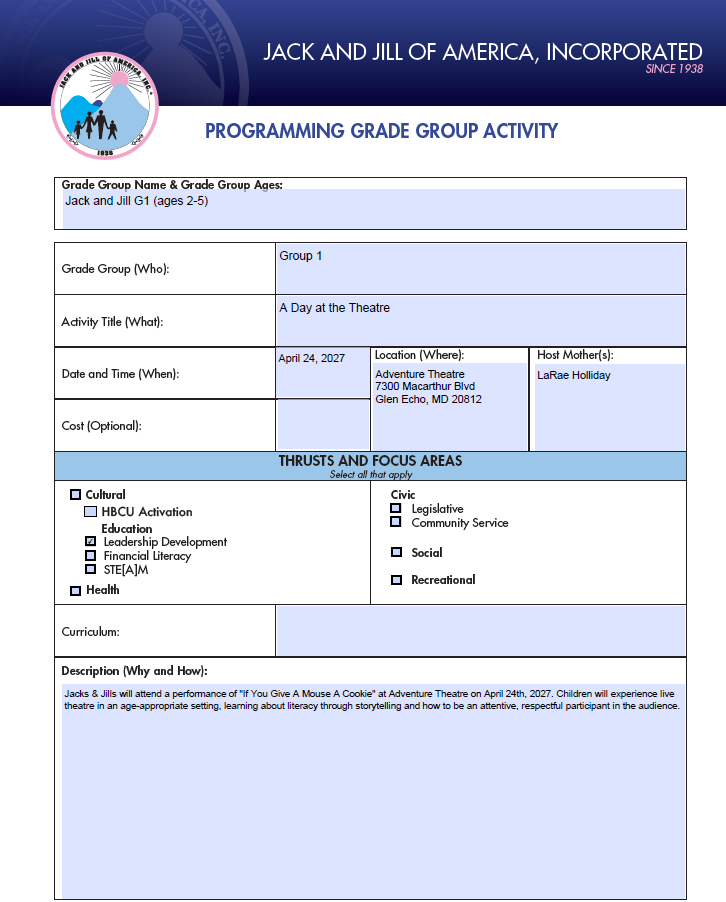 JACK AND JILL OF AMERICA, INCORPORATED
SINCE 1938
JACK AND JILL OF AMERICA, INC.
1938
PROGRAMMING GRADE GROUP ACTIVITY
Grade Group Name & Grade Group Ages:
Jack and Jill G1 (ages 2-5)
Grade Group (Who):
Group 1
Activity Title (What):
A Day at the Theatre
Date and Time (When):
April 24, 2027
Location (Where):
Adventure Theatre
7300 Macarthur Blvd
Glen Echo, MD 20812
Host Mother(s):
LaRae Holliday
Cost (Optional):
THRUSTS AND FOCUS AREAS
Select all that apply
Cultural
HBCU Activation
Education
Leadership Development
Financial Literacy
STE[A]M
Health
Civic
Legislative
Community Service
Social
Recreational
Curriculum:
Description (Why and How):
Jacks & Jills will attend a performance of "If You Give A Mouse A Cookie" at Adventure Theatre on April 24th, 2027. Children will experience live
theatre in an age-appropriate setting, learning about literacy through storytelling and how to be an attentive, respectful participant in the audience.